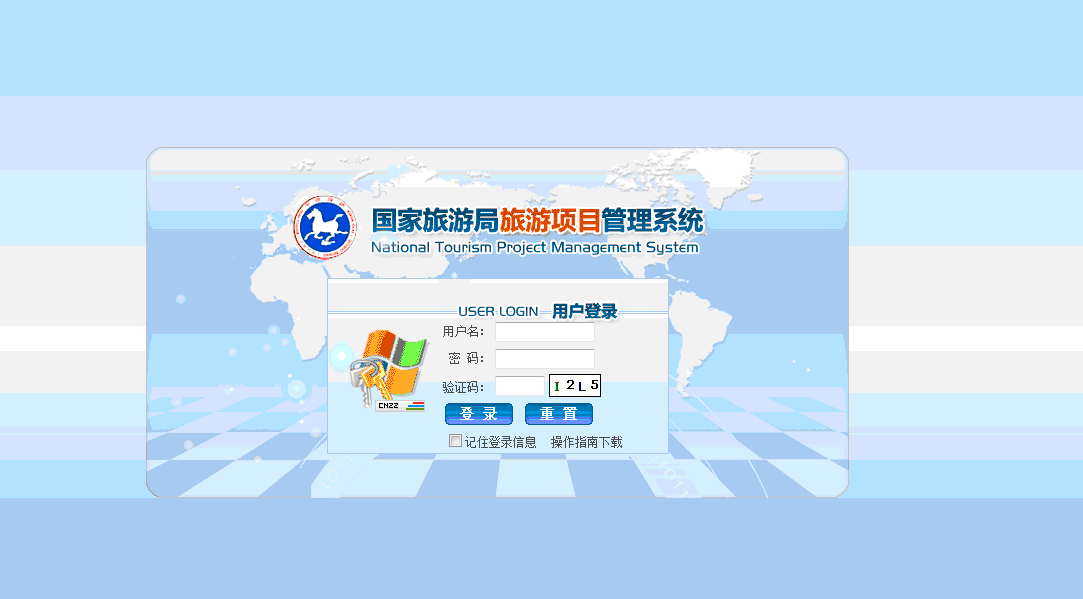 国家旅游局旅游项目管理系统
National Tourism Project Management System
USER LOGIN 用户登录
用户名：
密 码：
验证码： I 2 L 5
CNZZ
登 录 重 置
记住登录信息 操作指南下载